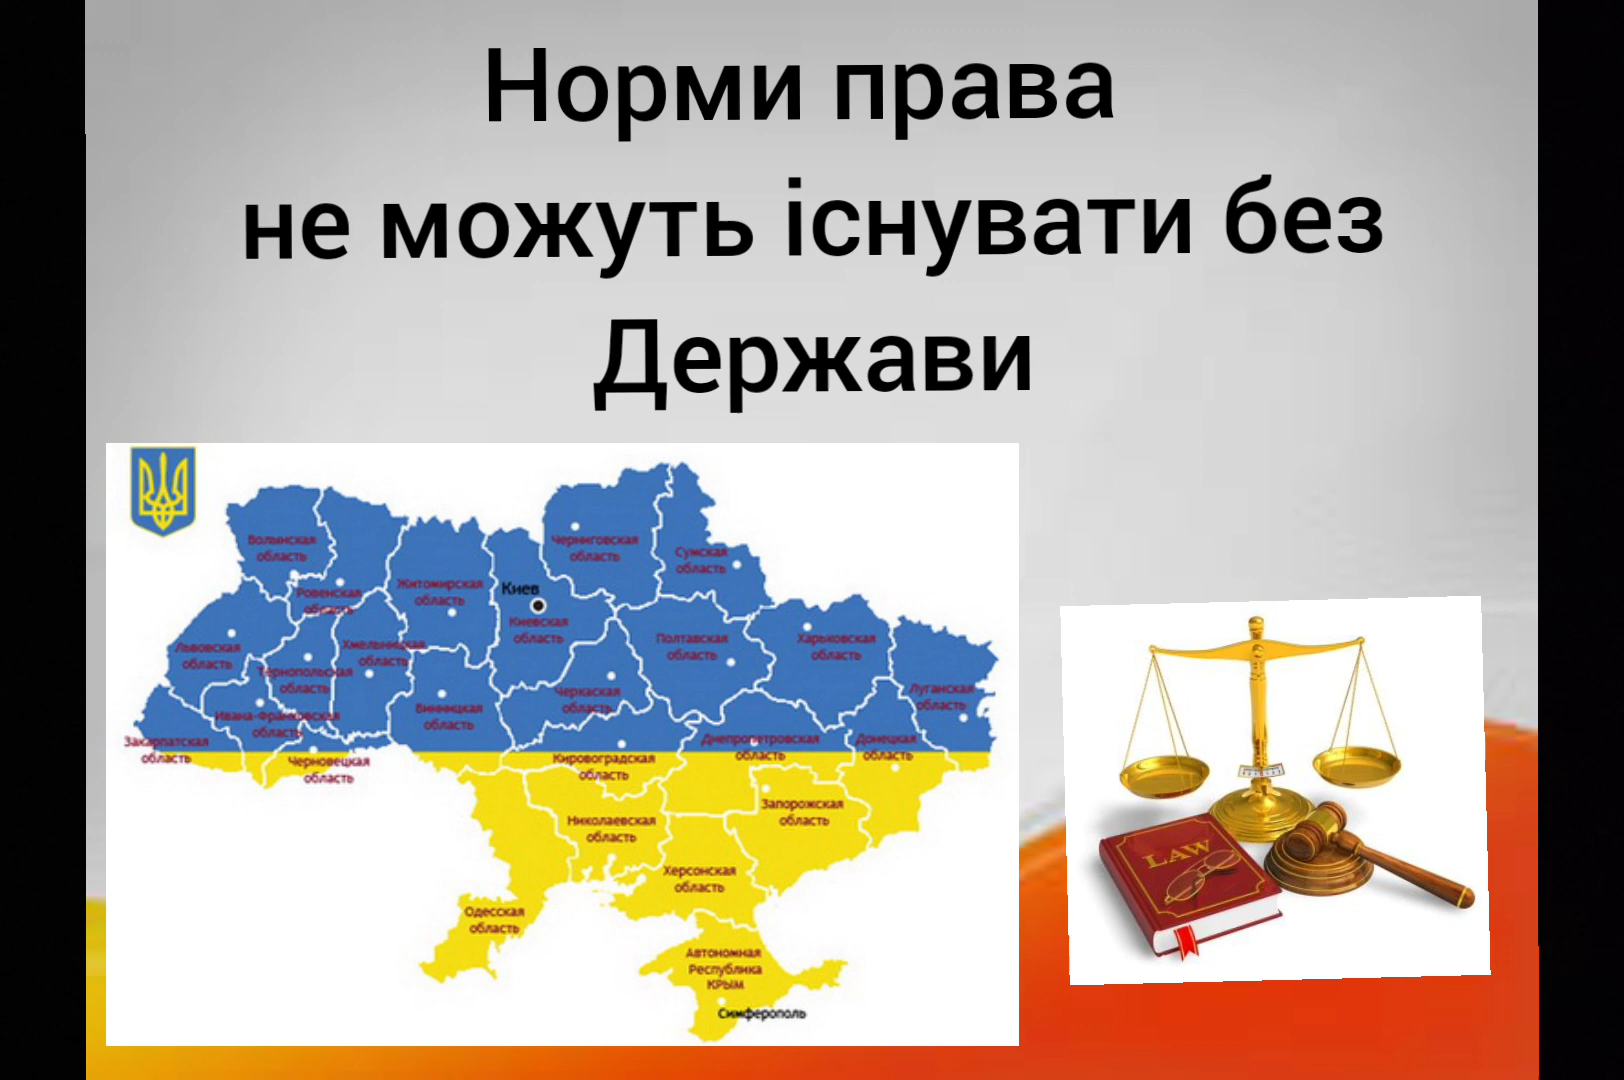 Норми права
не можуть існувати без
Держави
Волынская
область
Ровенская
область
Житомирская
область
Киев
Киевская
область
Черниговская
область
Сумская
область
Львовская
область
Тернопольская
область
Хмельницкая
область
Ивана-Франковская
область
Закарпатская
область
Черновецкая
область
Винницкая
область
Черкаская
область
Полтавская
область
Харьковская
область
Луганская
область
Кировоградская
область
Днепропетровская
область
Донецкая
область
Запорожская
область
Николаевская
область
Херсонская
область
Одесская
область
Автономная
Республика
КРЫМ
Симферополь
LAW